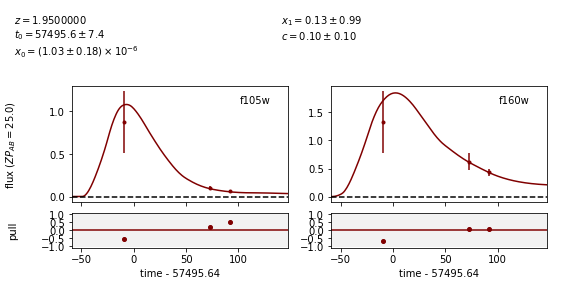 z = 1.9500000
t₀ = 57495.6 ± 7.4
x₀ = (1.03 ± 0.18) × 10⁻⁶
x₁ = 0.13 ± 0.99
c = 0.10 ± 0.10
flux (ZP_AB = 25.0)
1.0
0.5
0.0
f105w
1.5
1.0
0.5
0.0
f160w
pull
1.0
0.5
0.0
−0.5
−1.0
−50 0 50 100
time - 57495.64
1.0
0.5
0.0
−0.5
−1.0
−50 0 50 100
time - 57495.64